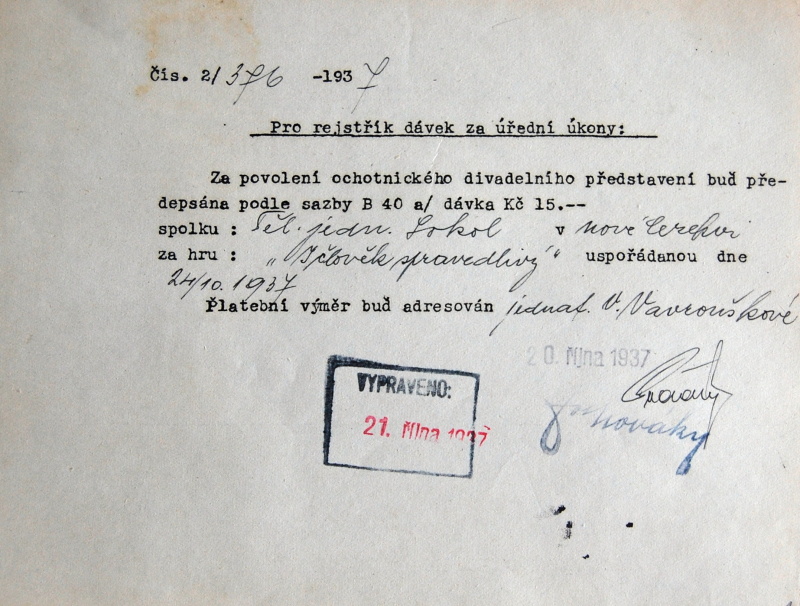 Čís. 2/376 -1937
Pro rejstřík dávek za úřední úkony:
Za povolení ochotnického divadelního představení buď pře-
depsána podle sazby B 40 a/ dávka Kč 15.--
spolku : Těl. jedn. Sokol v Nové Cerekvi
za hru : " člověk spravedlivý" uspořádanou dne
24/10. 1937
Platební výměr buď adresován jednat. V. Vavrouškové
20. října 1937
VYPRAVENO:
21. října 1937